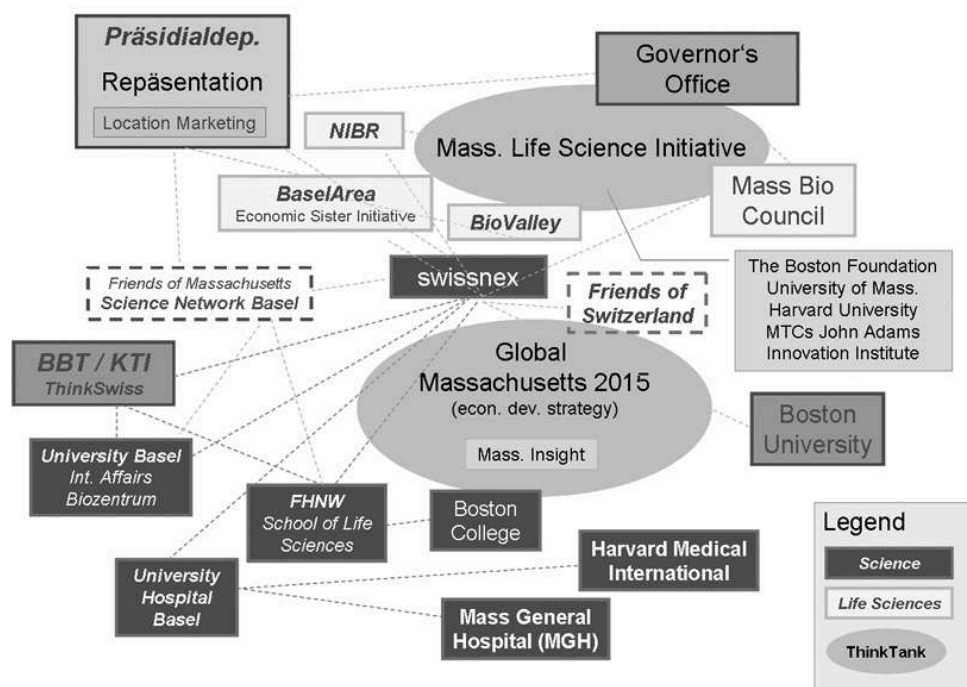 Präsidialdep.
Repäsentation
Location Marketing
Governor's
Office
NIBR
Mass. Life Science Initiative
BaselArea
Economic Sister Initiative
BioValley
Mass Bio
Council
swissnex
Friends of Massachusetts
Science Network Basel
Friends of
Switzerland
The Boston Foundation
University of Mass.
Harvard University
MTCs John Adams
Innovation Institute
BBT / KTI
ThinkSwiss
Global
Massachusetts 2015
(econ. dev. strategy)
Mass. Insight
Boston
University
University Basel
Int. Affairs
Biozentrum
FHNW
School of Life
Sciences
Boston
College
University
Hospital
Basel
Harvard Medical
International
Mass General
Hospital (MGH)
Legend
Science
Life Sciences
ThinkTank